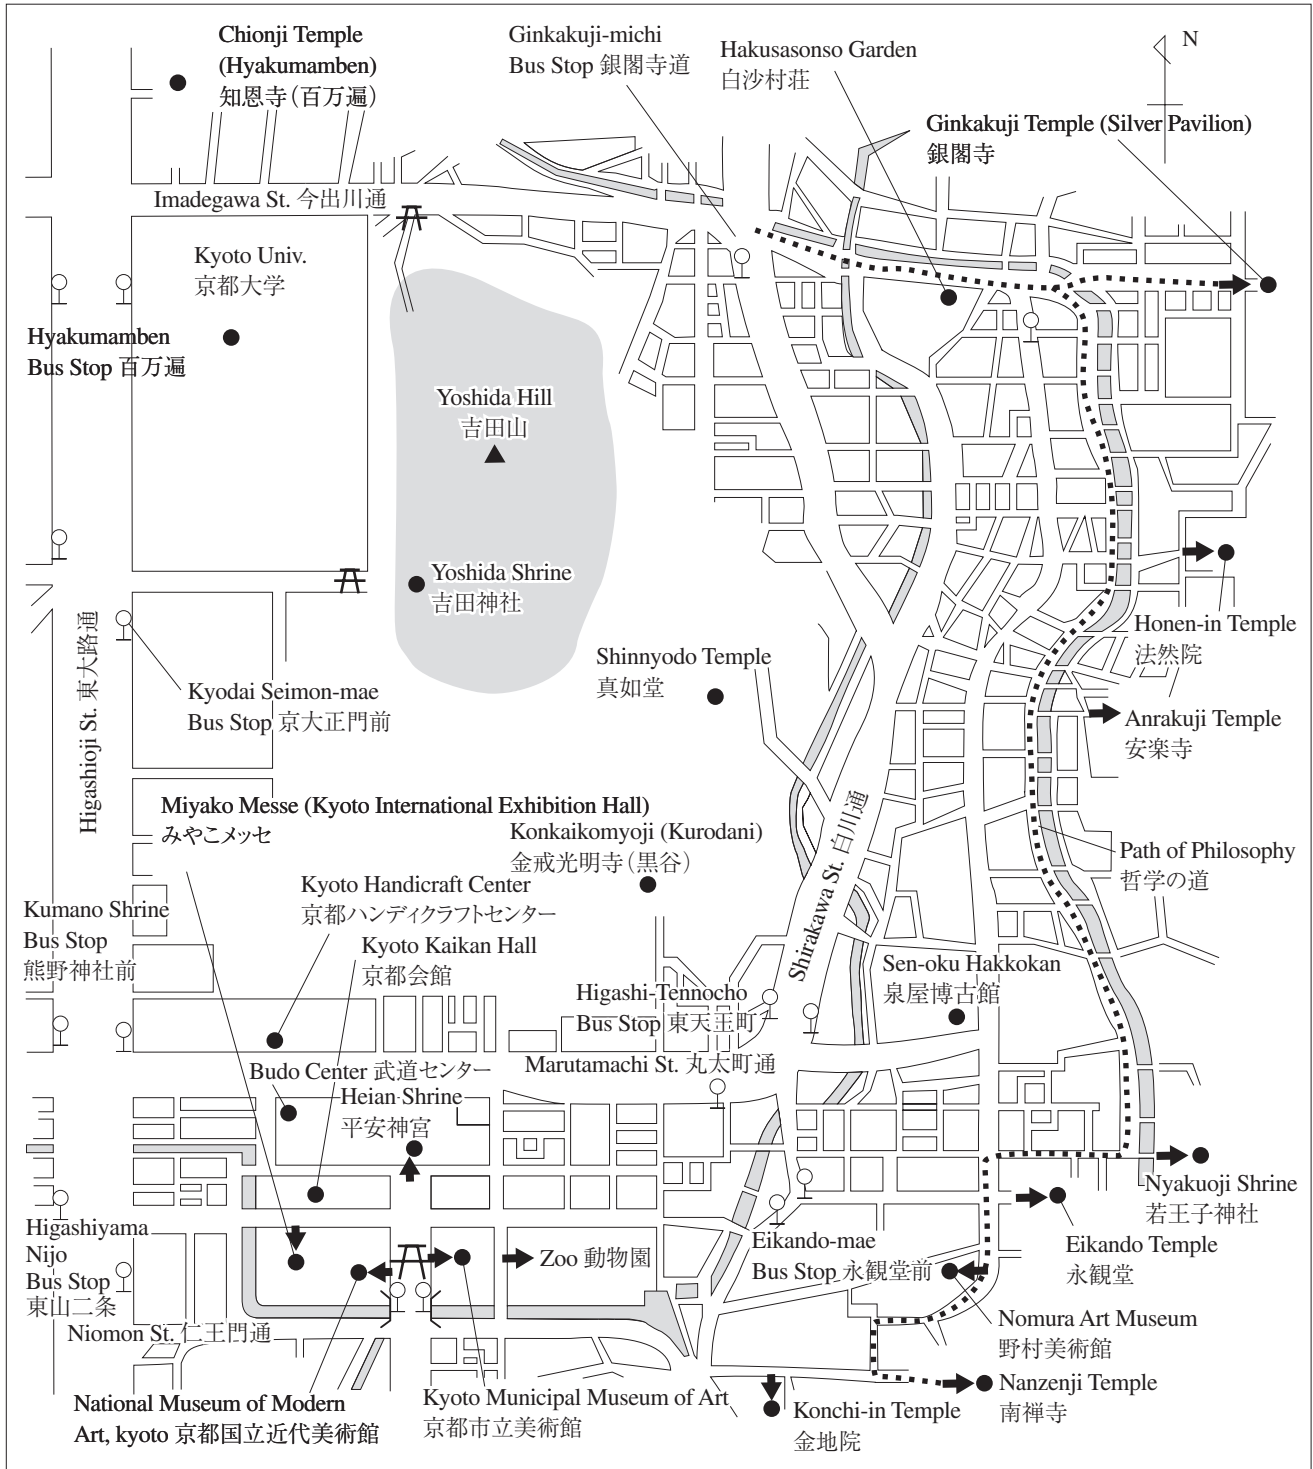 Chionji Temple
(Hyakumamben)
知恩寺（百万遍）
Ginkakuji-michi
Bus Stop 銀閣寺道
Hakusasonso Garden
白沙村荘
N
Ginkakuji Temple (Silver Pavilion)
銀閣寺
Imadegawa St. 今出川通
Kyoto Univ.
京都大学
Hyakumamben
Bus Stop 百万遍
Yoshida Hill
吉田山
Yoshida Shrine
吉田神社
Higashioji St. 東大路通
Honen-in Temple
法然院
Shinnyodo Temple
真如堂
Kyodai Seimon-mae
Bus Stop 京大正門前
Anrakuji Temple
安楽寺
Miyako Messe (Kyoto International Exhibition Hall)
みやこメッセ
Konkaikomyoji (Kurodani)
金戒光明寺（黒谷）
Shirakawa St. 白川通
Path of Philosophy
哲学の道
Kyoto Handicraft Center
京都ハンディクラフトセンター
Kumano Shrine
Bus Stop
熊野神社前
Kyoto Kaikan Hall
京都会館
Sen-oku Hakkokan
泉屋博古館
Higashi-Tennocho
Bus Stop 東天王町
Marutamachi St. 丸太町通
Budo Center 武道センター
Heian Shrine
平安神宮
Nyakuoji Shrine
若王子神社
Higashiyama
Nijo
Bus Stop
東山二条
Eikando-mae
Bus Stop 永観堂前
Eikando Temple
永観堂
Zoo 動物園
Niomon St. 仁王門通
Nomura Art Museum
野村美術館
National Museum of Modern
Art, kyoto 京都国立近代美術館
Kyoto Municipal Museum of Art
京都市立美術館
Konchi-in Temple
金地院
Nanzenji Temple
南禅寺